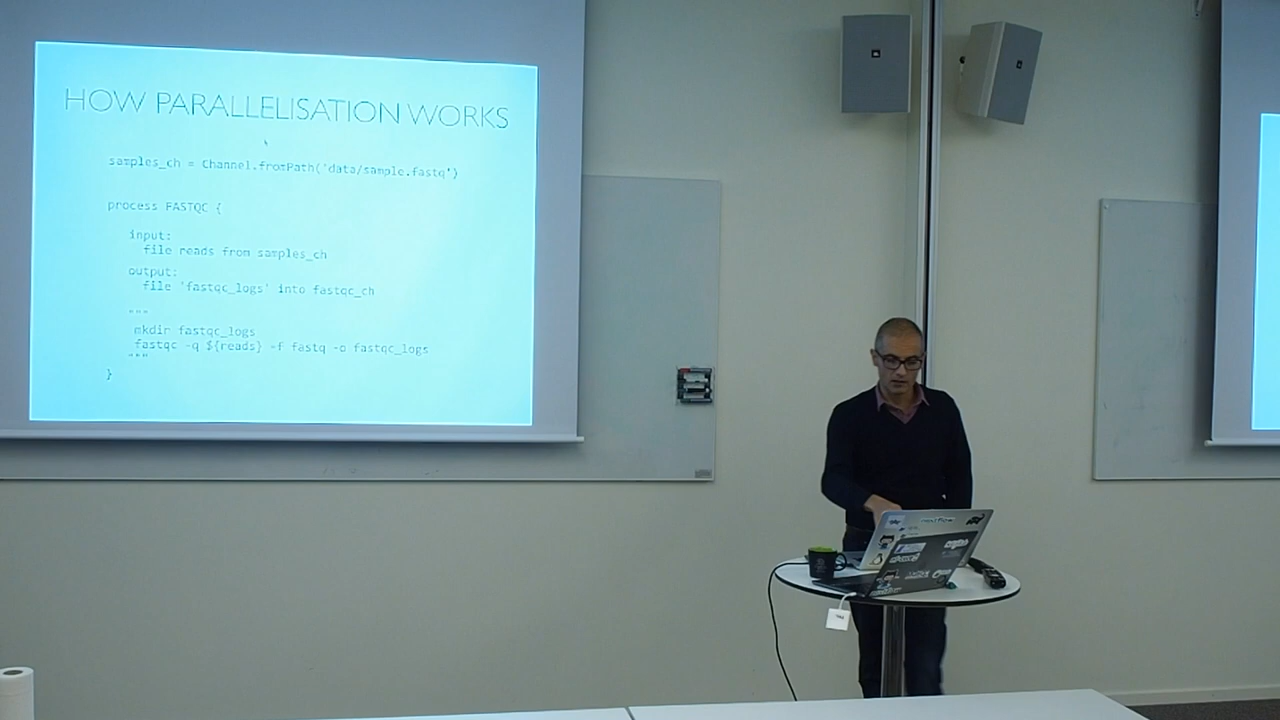 HOW PARALLELISATION WORKS
samples_ch = Channel.fromPath('data/sample.fastq')
process FASTQC {
input:
file reads from samples_ch
output:
file 'fastqc_logs' into fastqc_ch
"""
mkdir fastqc_logs
fastqc -q ${reads} -f fastq -o fastqc_logs
"""
}
nextflow